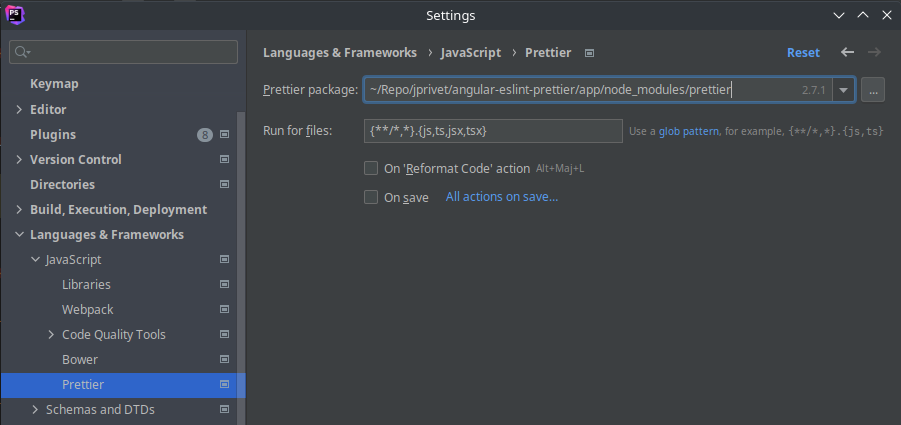 PS
Settings
Languages & Frameworks › JavaScript › Prettier
Reset
Keymap
Editor
Plugins 8
Version Control
Directories
Build, Execution, Deployment
Languages & Frameworks
JavaScript
Libraries
Webpack
Code Quality Tools
Bower
Prettier
Schemas and DTDs
Prettier package: ~/Repo/jprivet/angular-eslint-prettier/app/node_modules/prettier 2.7.1 ...
Run for files: {**/*,*}.{js,ts,jsx,tsx} Use a glob pattern, for example, {**/*,*}.{js,ts}
On 'Reformat Code' action Alt+Maj+L
On save All actions on save...